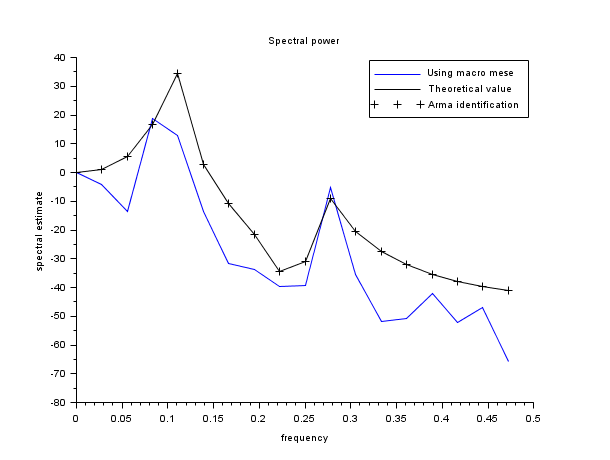 Spectral power
Using macro mese
Theoretical value
Arma identification
spectral estimate
40
30
20
10
0
-10
-20
-30
-40
-50
-60
-70
-80
0 0.05 0.1 0.15 0.2 0.25 0.3 0.35 0.4 0.45 0.5
frequency